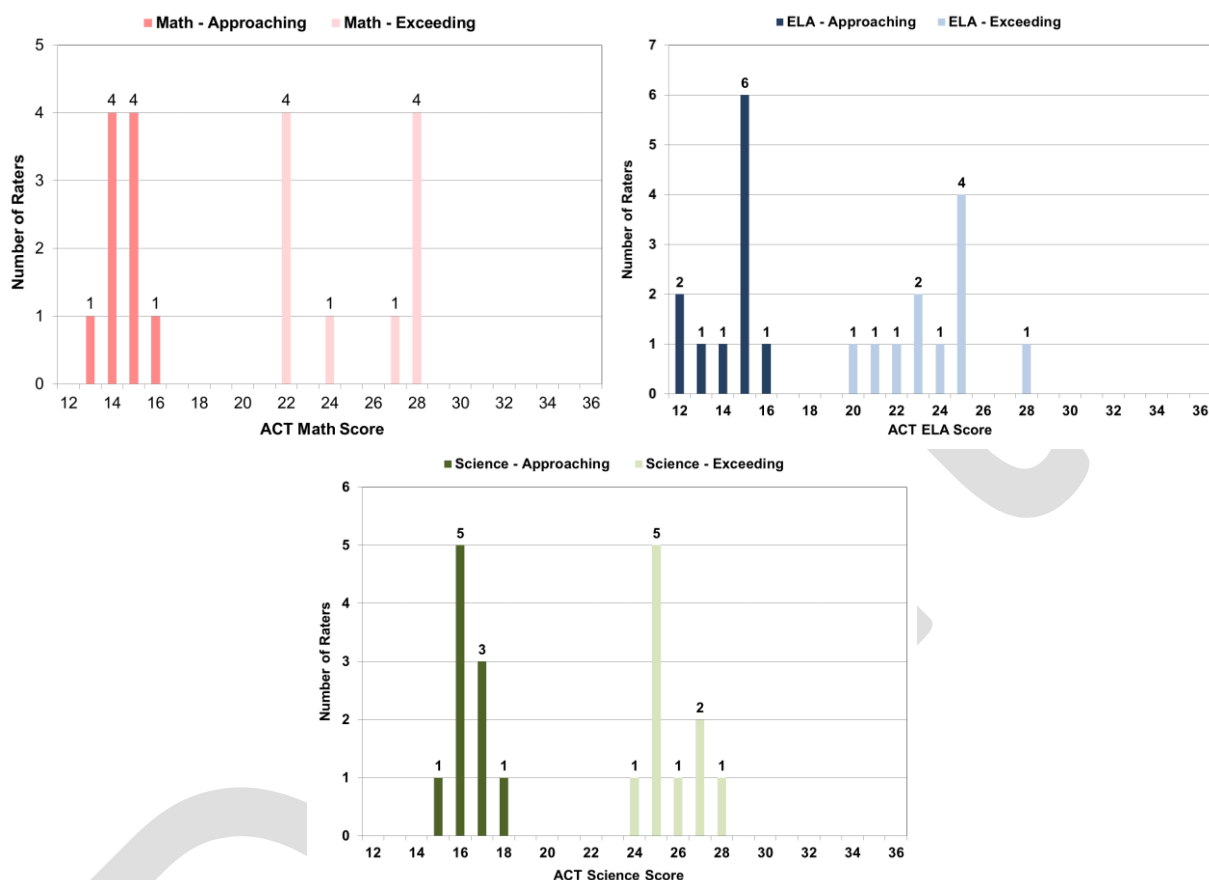 Math - Approaching Math - Exceeding
5
4
3
2
1
0
Number of Raters
1 4 4 1 4 1 1 4
12 14 16 18 20 22 24 26 28 30 32 34 36
ACT Math Score
ELA - Approaching ELA - Exceeding
7
6
5
4
3
2
1
0
Number of Raters
2 1 1 6 1 1 1 1 2 1 4 1
12 14 16 18 20 22 24 26 28 30 32 34 36
ACT ELA Score
Science - Approaching Science - Exceeding
6
5
4
3
2
1
0
Number of Raters
1 5 3 1 1 5 1 2 1
12 14 16 18 20 22 24 26 28 30 32 34 36
ACT Science Score